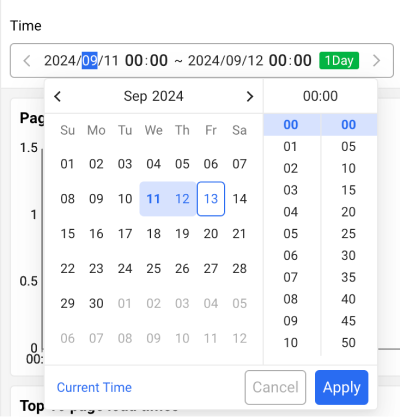 Time
2024/09/11 00:00 ~ 2024/09/12 00:00 1Day
Sep 2024 00:00
Pag
Su Mo Tu We Th Fr Sa
00 00
01 05
02 10
03 15
04 20
05 25
06 30
07 35
08 40
09 45
10 50
1.5
01 02 03 04 05 06 07
08 09 10 11 12 13 14
1
15 16 17 18 19 20 21
22 23 24 25 26 27 28
0.5
29 30 01 02 03 04 05
06 07 08 09 10 11 12
0
00:
Current Time Cancel Apply